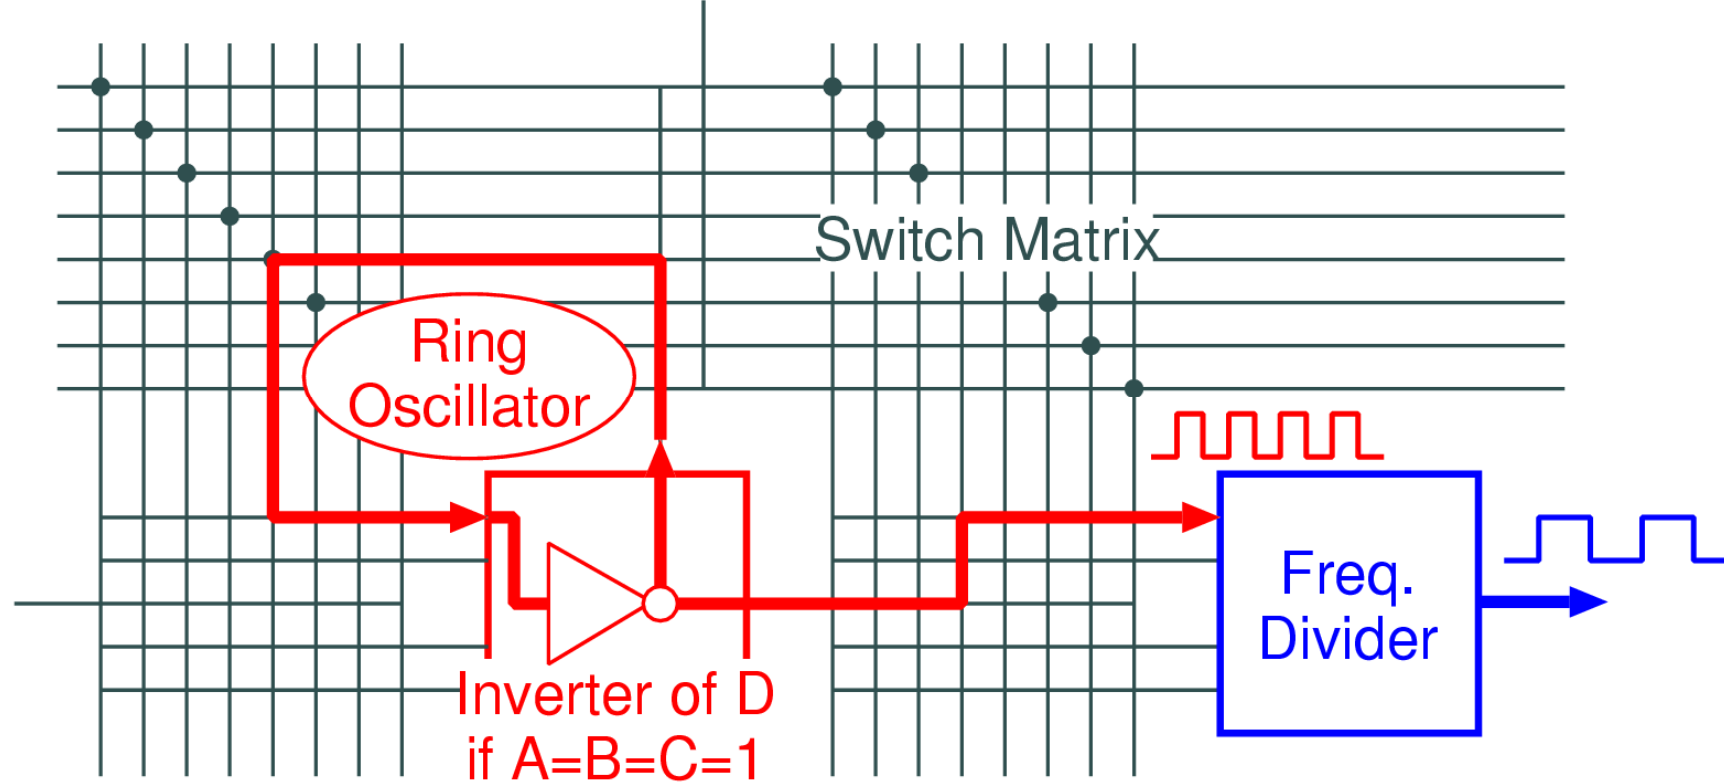 Switch Matrix
Ring
Oscillator
Freq.
Divider
Inverter of D
if A=B=C=1